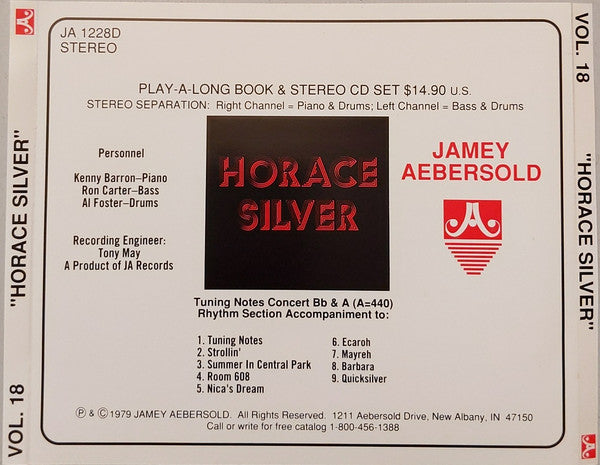 JA 1228D
STEREO
PLAY-A-LONG BOOK & STEREO CD SET $14.90 U.S.
STEREO SEPARATION: Right Channel = Piano & Drums; Left Channel = Bass & Drums
Personnel
Kenny Barron–Piano
Ron Carter–Bass
Al Foster–Drums
Recording Engineer:
Tony May
A Product of JA Records
HORACE
SILVER
JAMEY
AEBERSOLD
Tuning Notes Concert Bb & A (A=440)
Rhythm Section Accompaniment to:
1. Tuning Notes
2. Strollin'
3. Summer In Central Park
4. Room 608
5. Nica's Dream
6. Ecaroh
7. Mayreh
8. Barbara
9. Quicksilver
℗ & © 1979 JAMEY AEBERSOLD. All Rights Reserved. 1211 Aebersold Drive, New Albany, IN 47150
Call or write for free catalog 1-800-456-1388
VOL. 18 "HORACE SILVER"
VOL. 18 "HORACE SILVER"